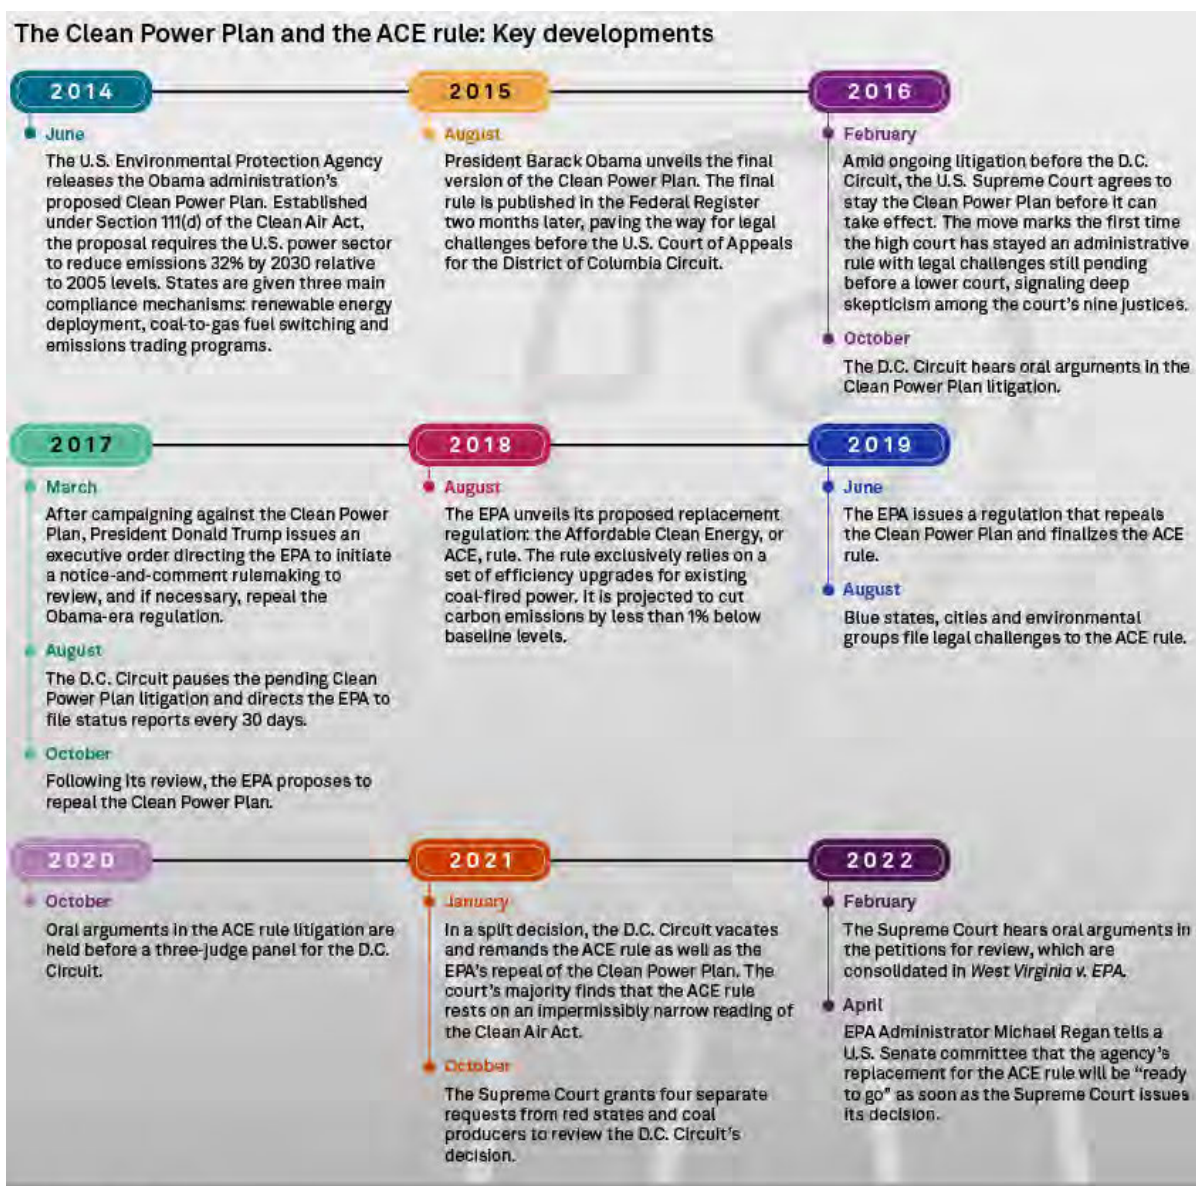 The Clean Power Plan and the ACE rule: Key developments
2014
June
The U.S. Environmental Protection Agency
releases the Obama administration's
proposed Clean Power Plan. Established
under Section 111(d) of the Clean Air Act,
the proposal requires the U.S. power sector
to reduce emissions 32% by 2030 relative
to 2005 levels. States are given three main
compliance mechanisms: renewable energy
deployment, coal-to-gas fuel switching and
emissions trading programs.
2015
August
President Barack Obama unveils the final
version of the Clean Power Plan. The final
rule is published in the Federal Register
two months later, paving the way for legal
challenges before the U.S. Court of Appeals
for the District of Columbia Circuit.
2016
February
Amid ongoing litigation before the D.C.
Circuit, the U.S. Supreme Court agrees to
stay the Clean Power Plan before it can
take effect. The move marks the first time
the high court has stayed an administrative
rule with legal challenges still pending
before a lower court, signaling deep
skepticism among the court's nine justices.
October
The D.C. Circuit hears oral arguments in the
Clean Power Plan litigation.
2017
March
After campaigning against the Clean Power
Plan, President Donald Trump issues an
executive order directing the EPA to initiate
a notice-and-comment rulemaking to
review, and if necessary, repeal the
Obama-era regulation.
August
The D.C. Circuit pauses the pending Clean
Power Plan litigation and directs the EPA to
file status reports every 30 days.
October
Following its review, the EPA proposes to
repeal the Clean Power Plan.
2018
August
The EPA unveils its proposed replacement
regulation: the Affordable Clean Energy, or
ACE, rule. The rule exclusively relies on a
set of efficiency upgrades for existing
coal-fired power. It is projected to cut
carbon emissions by less than 1% below
baseline levels.
2019
June
The EPA issues a regulation that repeals
the Clean Power Plan and finalizes the ACE
rule.
August
Blue states, cities and environmental
groups file legal challenges to the ACE rule.
2020
October
Oral arguments in the ACE rule litigation are
held before a three-judge panel for the D.C.
Circuit.
2021
January
In a split decision, the D.C. Circuit vacates
and remands the ACE rule as well as the
EPA's repeal of the Clean Power Plan. The
court's majority finds that the ACE rule
rests on an impermissibly narrow reading of
the Clean Air Act.
October
The Supreme Court grants four separate
requests from red states and coal
producers to review the D.C. Circuit's
decision.
2022
February
The Supreme Court hears oral arguments in
the petitions for review, which are
consolidated in West Virginia v. EPA.
April
EPA Administrator Michael Regan tells a
U.S. Senate committee that the agency's
replacement for the ACE rule will be "ready
to go" as soon as the Supreme Court issues
its decision.